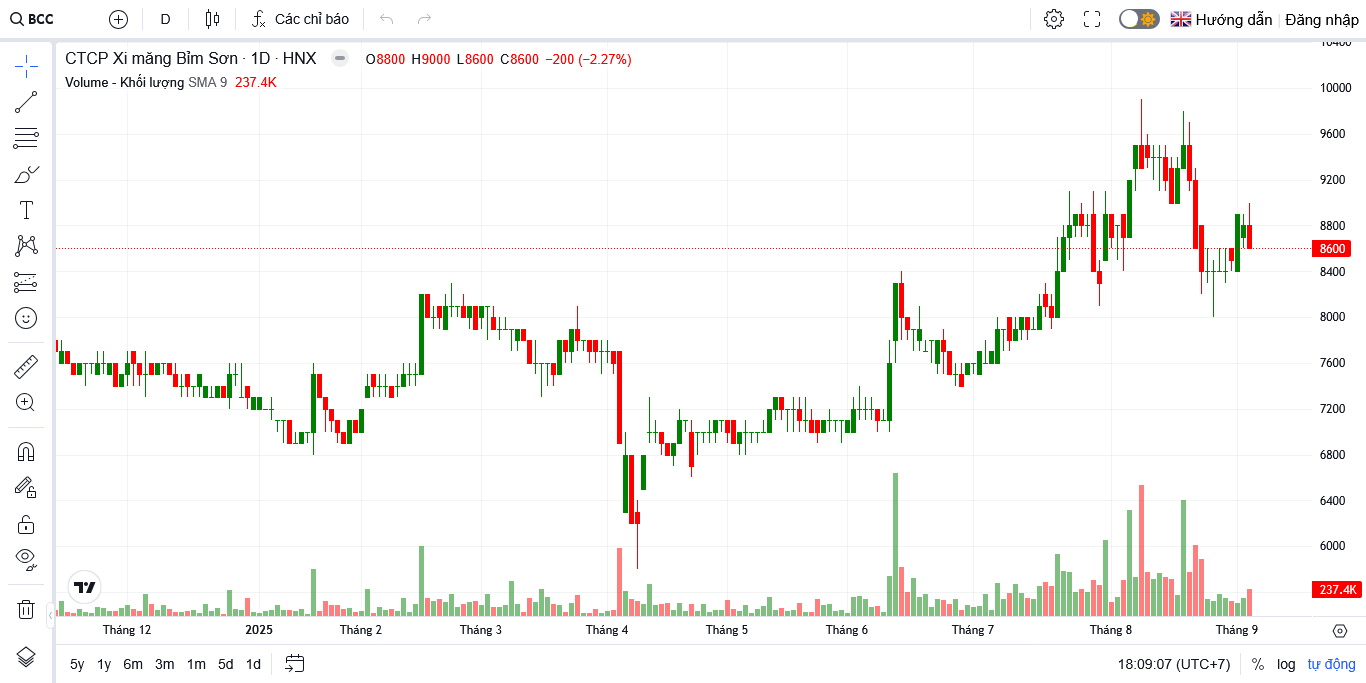 BCC D Các chỉ báo Hướng dẫn Đăng nhập
CTCP Xi măng Bỉm Sơn · 1D · HNX O8800 H9000 L8600 C8600 −200 (−2.27%)
Volume - Khối lượng SMA 9 237.4K
10400
10000
9600
9200
8800
8600
8400
8000
7600
7200
6800
6400
6000
237.4K
Tháng 12 2025 Tháng 2 Tháng 3 Tháng 4 Tháng 5 Tháng 6 Tháng 7 Tháng 8 Tháng 9
5y 1y 6m 3m 1m 5d 1d 18:09:07 (UTC+7) % log tự động